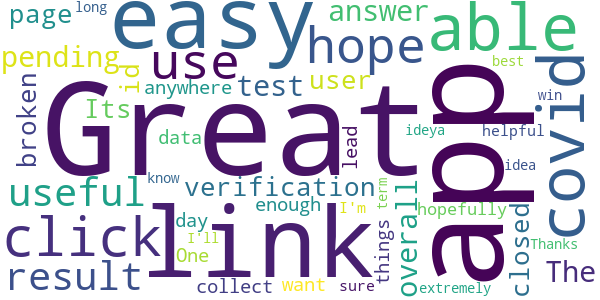 page
long
easy
answer
able
pending
id
use
hope
covid
broken
anywhere
test
user
best
Its
Great
app
win
data
lead
ideya
helpful
know
verification
term
idea
useful
enough
I'm
overall
hopefully
closed
click
day
link
things
Thanks
I'll
One
The
result
collect
want
sure
extremely